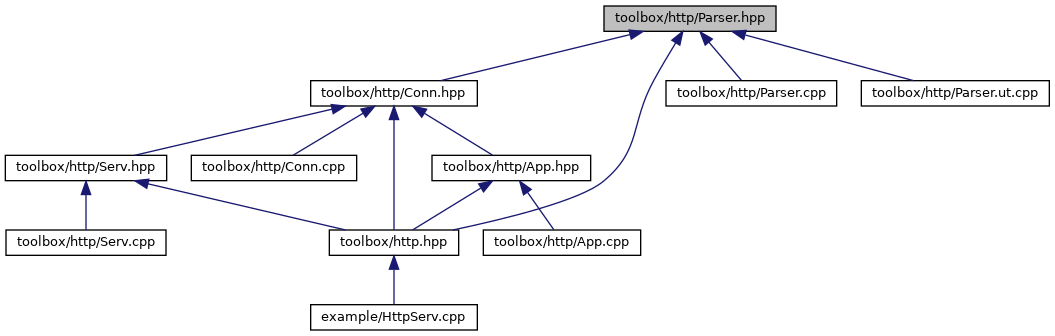 toolbox/http/Parser.hpp
toolbox/http/Conn.hpp
toolbox/http/Parser.cpp
toolbox/http/Parser.ut.cpp
toolbox/http/Serv.hpp
toolbox/http/Conn.cpp
toolbox/http/App.hpp
toolbox/http/Serv.cpp
toolbox/http.hpp
toolbox/http/App.cpp
example/HttpServ.cpp